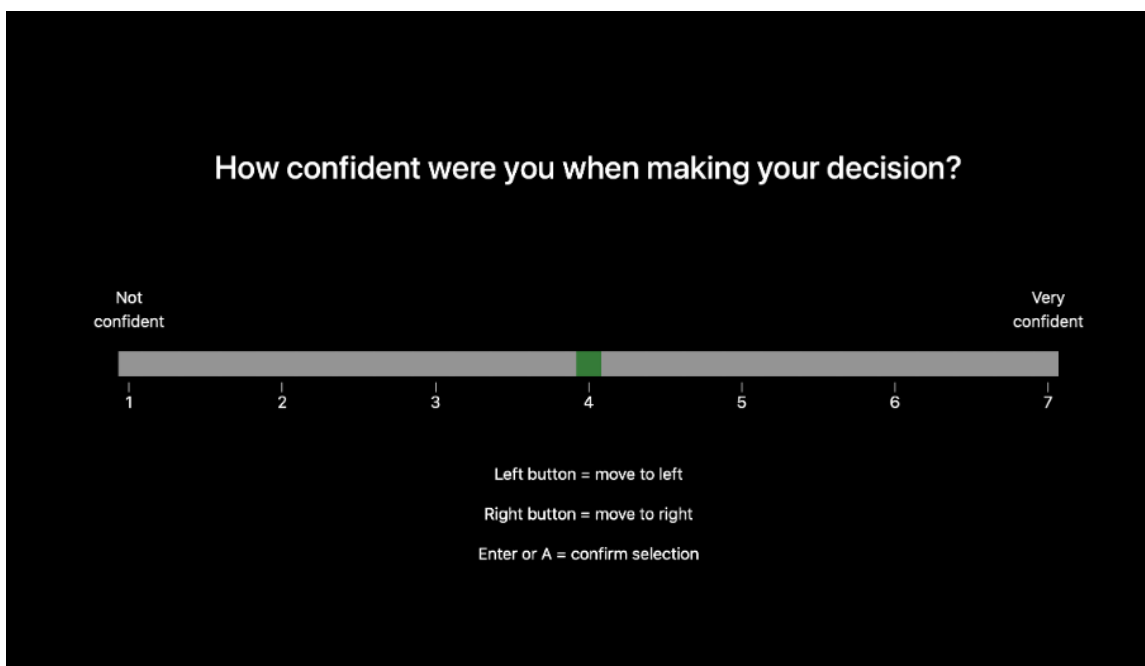 How confident were you when making your decision?
Not
confident
Very
confident
1 2 3 4 5 6 7
Left button = move to left
Right button = move to right
Enter or A = confirm selection